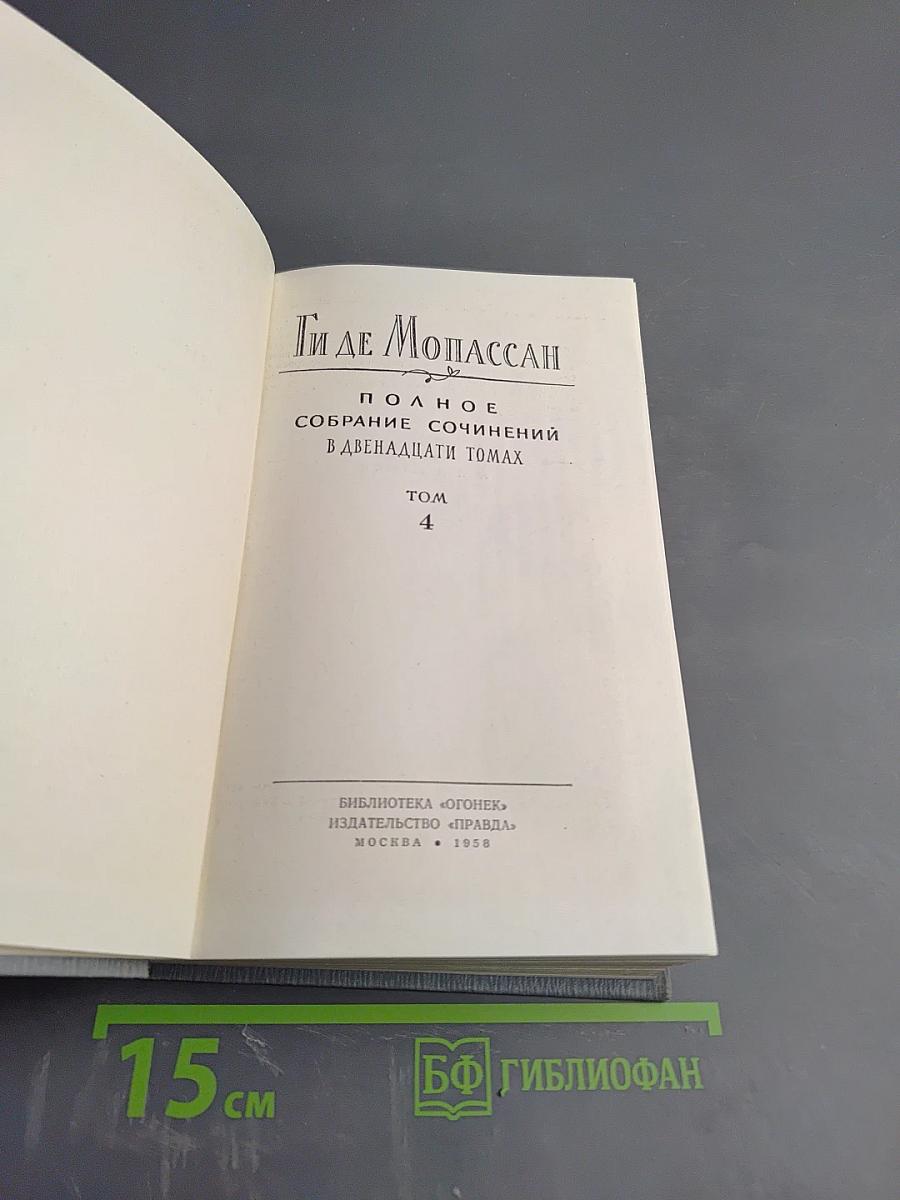 Ги де Мопассан
ПОЛНОЕ
СОБРАНИЕ СОЧИНЕНИЙ
В ДВЕНАДЦАТИ ТОМАХ
ТОМ
4
БИБЛИОТЕКА «ОГОНЕК»
ИЗДАТЕЛЬСТВО «ПРАВДА»
МОСКВА • 1958
15 см
БФ ГИБЛИОФАН